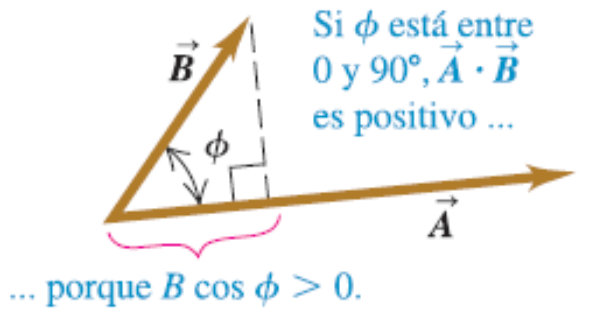 Si ϕ está entre
0 y 90°, A⃗ · B⃗
es positivo ...
B⃗
ϕ
A⃗
... porque B cos ϕ > 0.